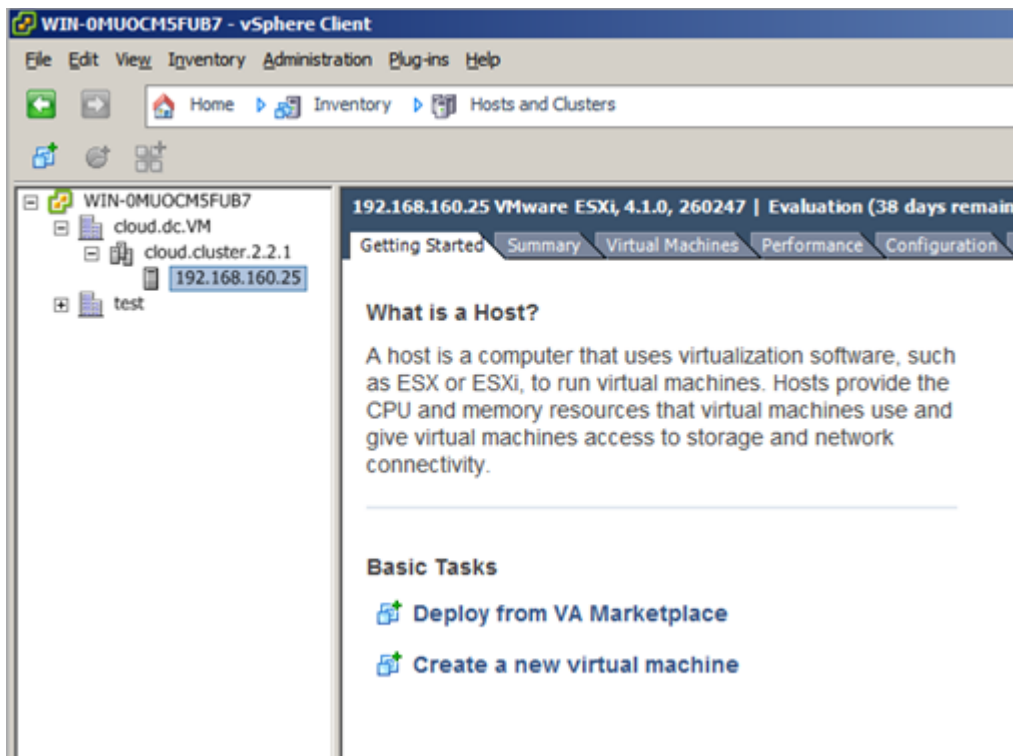 WIN-0MUOCM5FUB7 - vSphere Client
File Edit View Inventory Administration Plug-ins Help
Home Inventory Hosts and Clusters
WIN-0MUOCM5FUB7
cloud.dc.VM
cloud.cluster.2.2.1
192.168.160.25
test
192.168.160.25 VMware ESXi, 4.1.0, 260247 | Evaluation (38 days remain
Getting Started Summary Virtual Machines Performance Configuration
What is a Host?
A host is a computer that uses virtualization software, such
as ESX or ESXi, to run virtual machines. Hosts provide the
CPU and memory resources that virtual machines use and
give virtual machines access to storage and network
connectivity.
Basic Tasks
Deploy from VA Marketplace
Create a new virtual machine